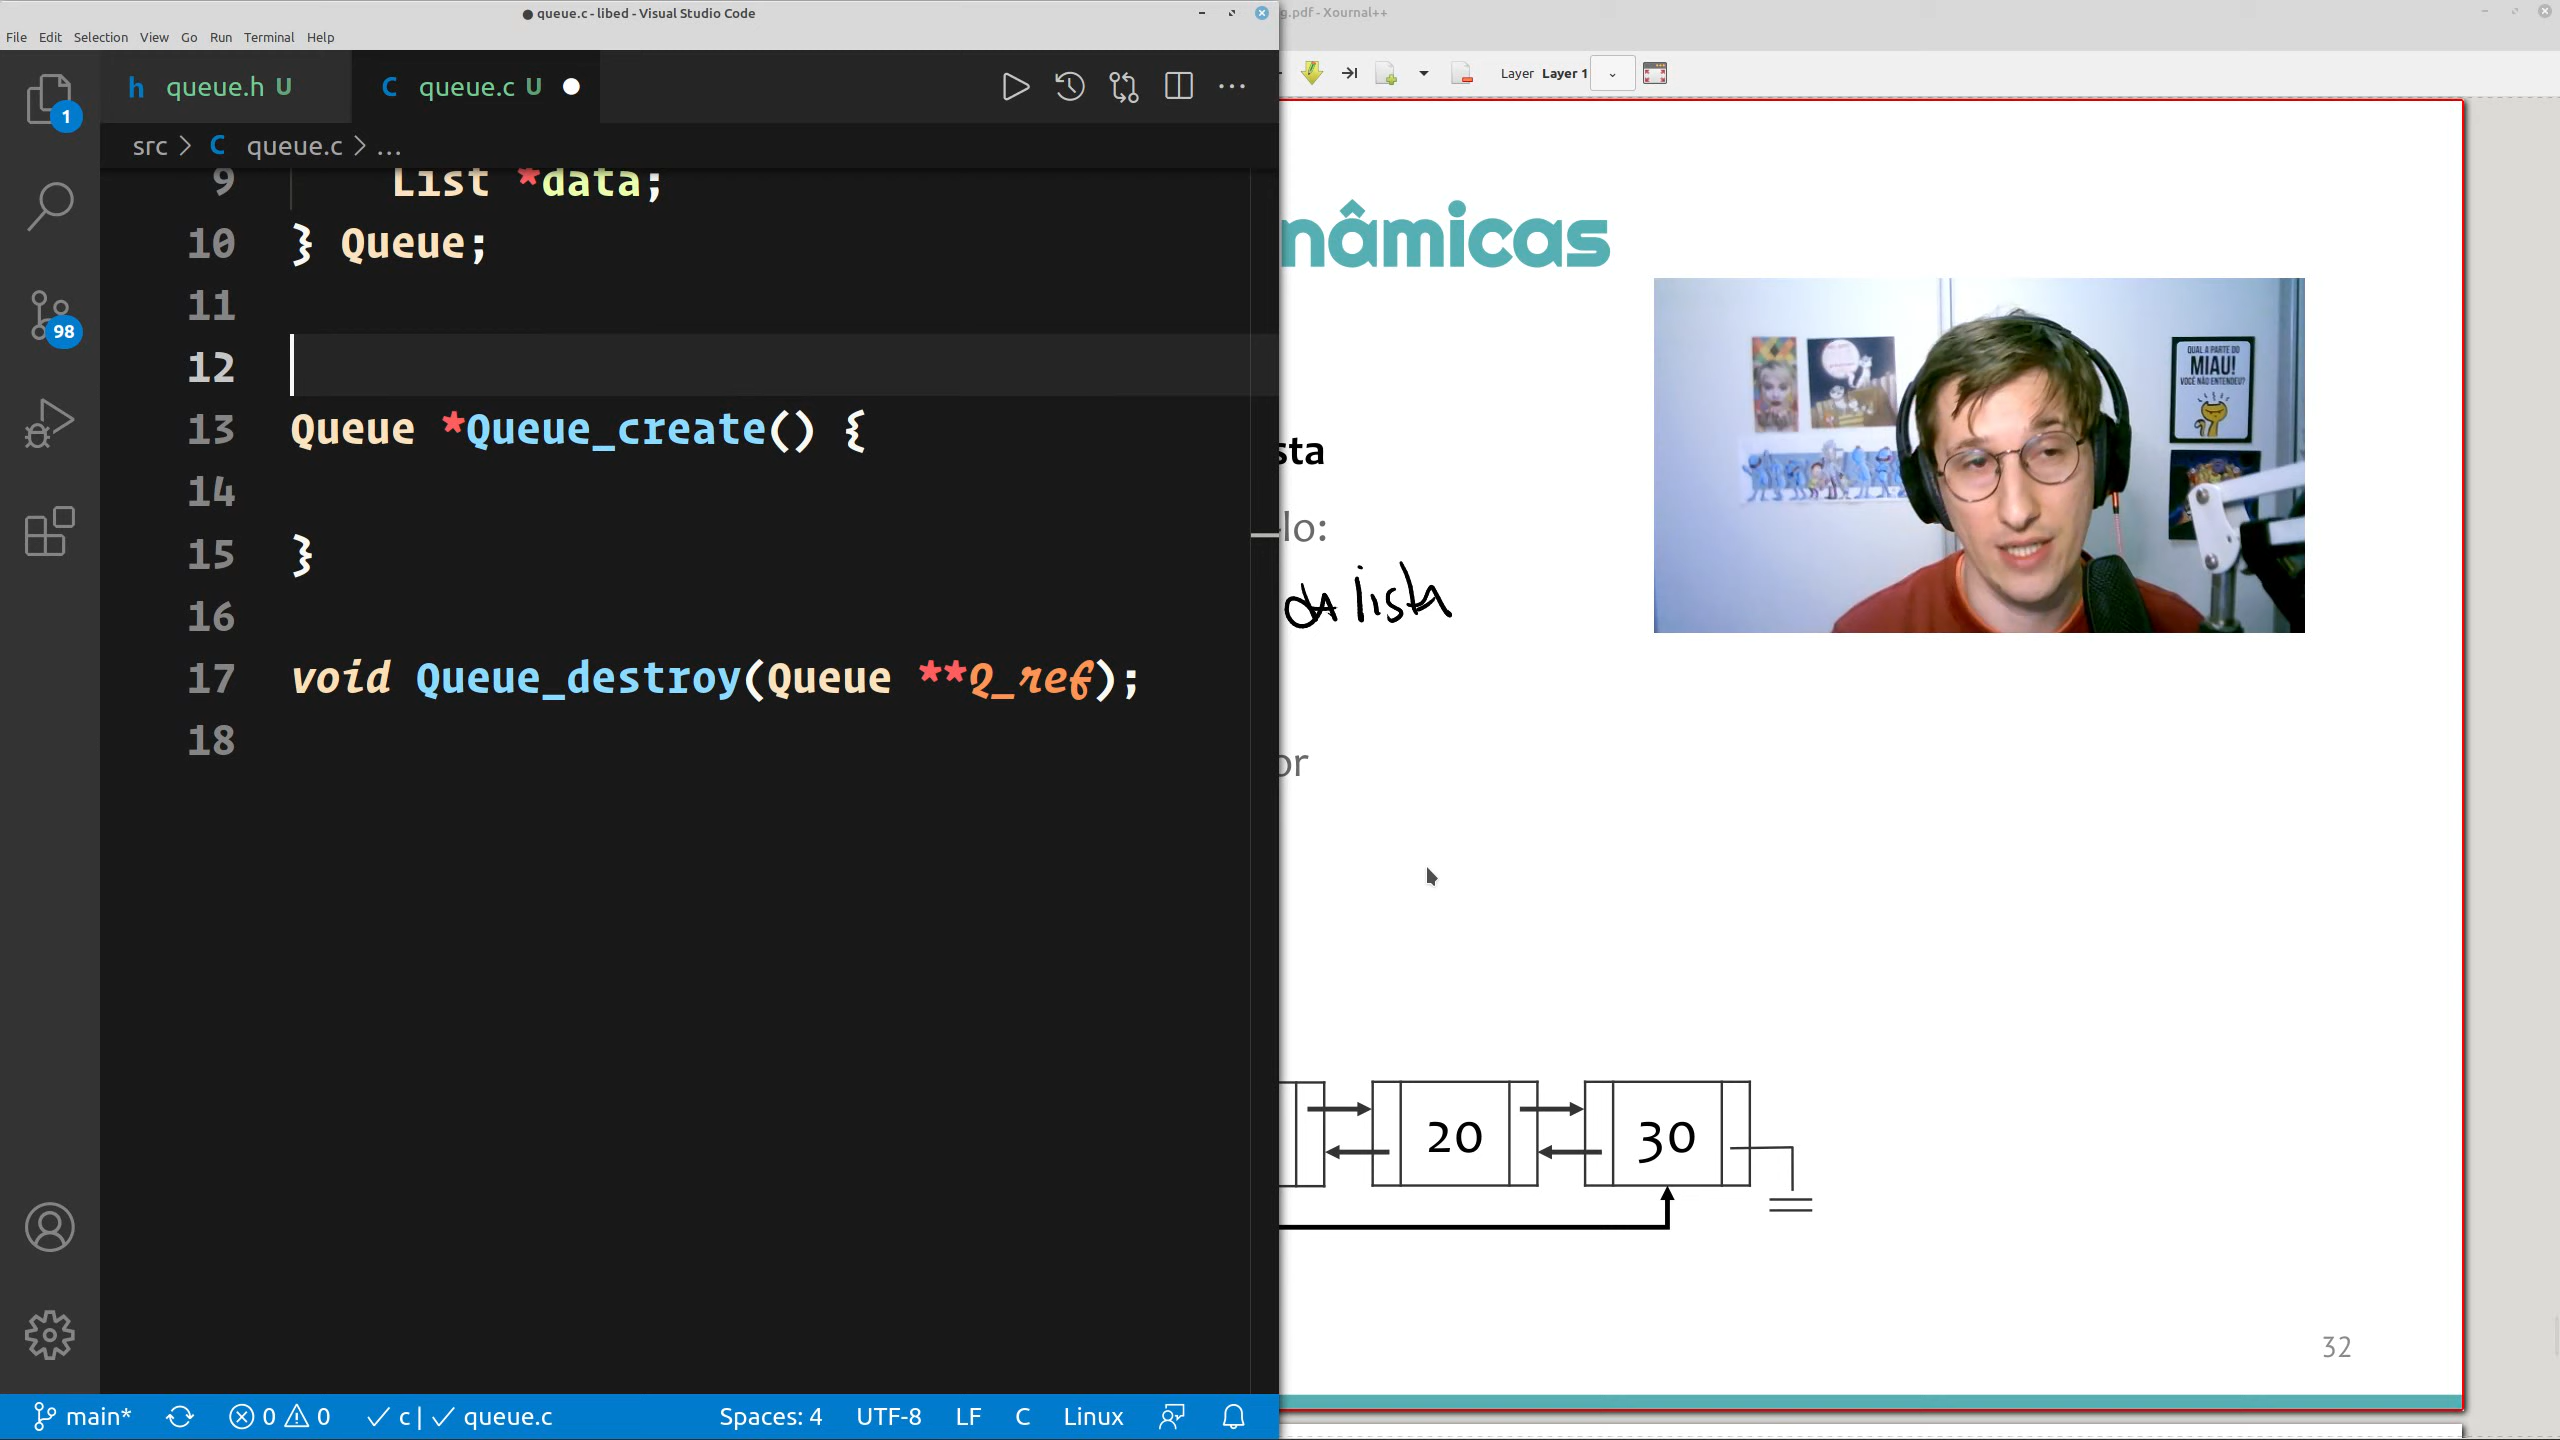 queue.c - libed - Visual Studio Code
File Edit Selection View Go Run Terminal Help
1
98
h queue.h U
C queue.c U
src > C queue.c > ...
9 List *data;
10 } Queue;
11
12
13 Queue *Queue_create() {
14
15 }
16
17 void Queue_destroy(Queue **Q_ref);
18
main*
0 0
c | queue.c
Spaces: 4
UTF-8
LF
C
Linux
g.pdf - Xournal++
Layer Layer 1
nâmicas
QUAL A PARTE DO
MIAU!
VOCÊ NÃO ENTENDEU?
sta
lo:
da lista
or
20
30
32